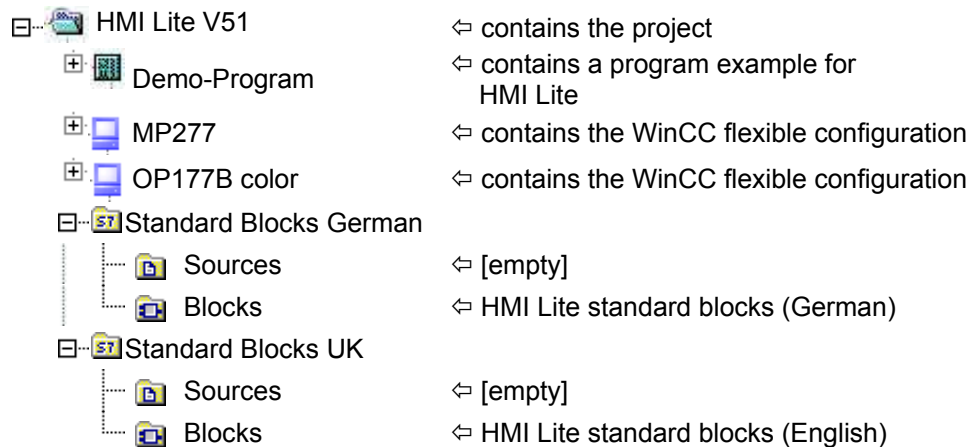 HMI Lite V51 ⇦ contains the project
Demo-Program ⇦ contains a program example for
HMI Lite
MP277 ⇦ contains the WinCC flexible configuration
OP177B color ⇦ contains the WinCC flexible configuration
S7 Standard Blocks German
Sources ⇦ [empty]
Blocks ⇦ HMI Lite standard blocks (German)
S7 Standard Blocks UK
Sources ⇦ [empty]
Blocks ⇦ HMI Lite standard blocks (English)